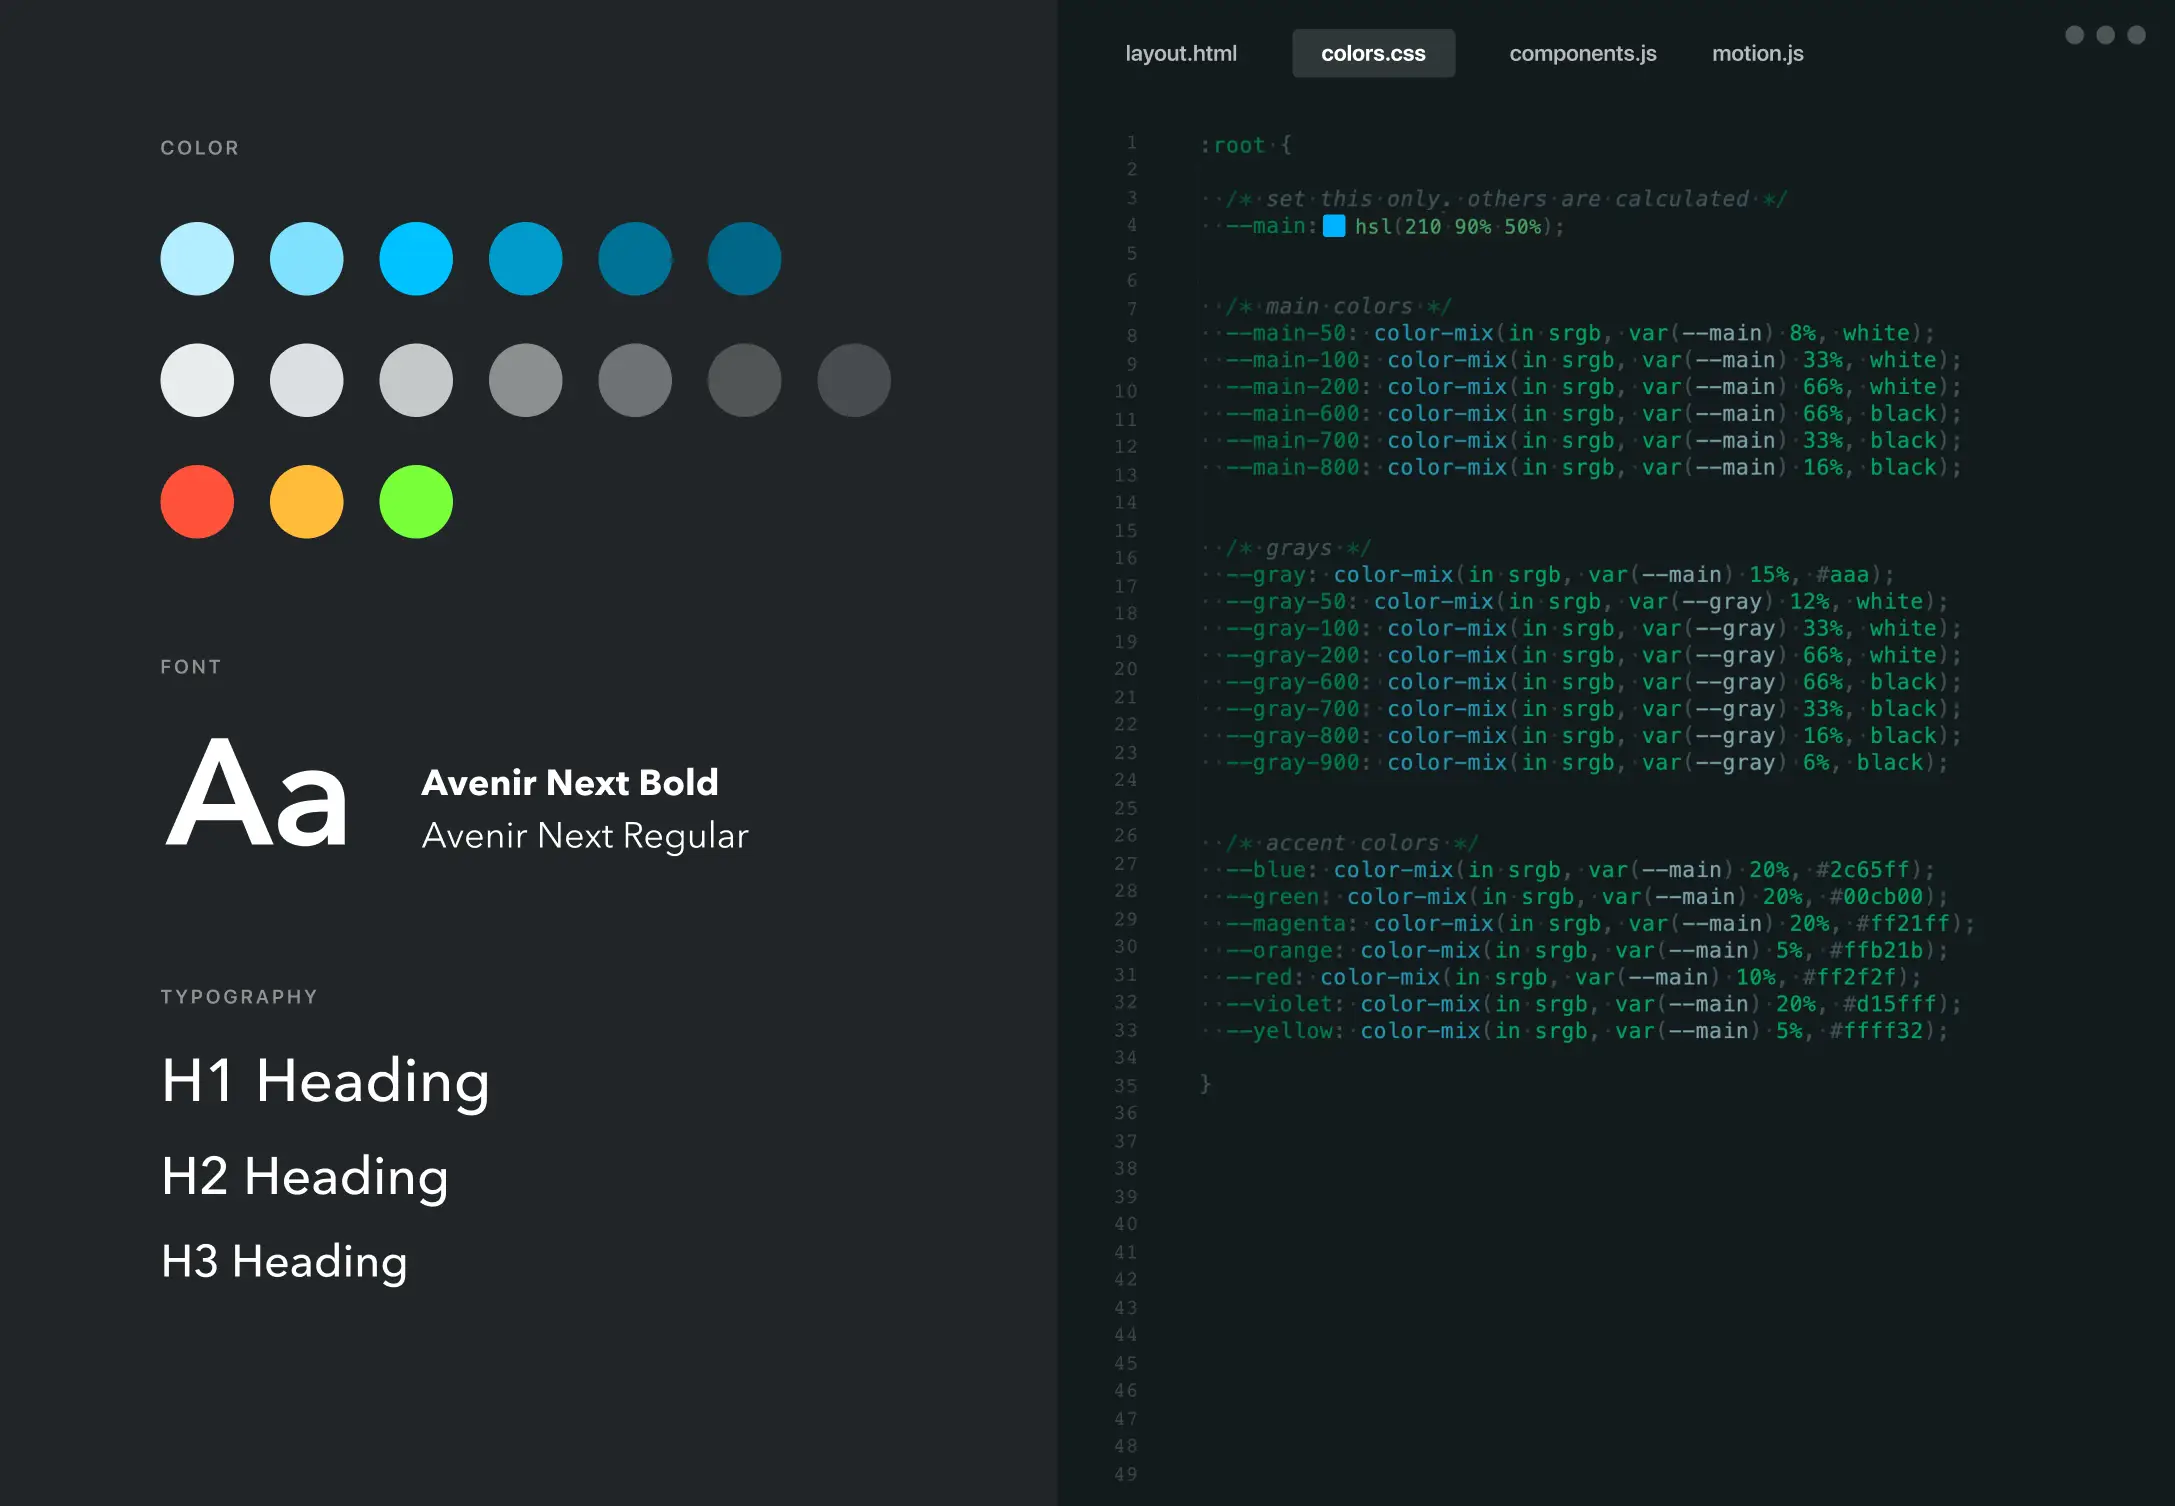 COLOR
FONT
Aa
Avenir Next Bold
Avenir Next Regular
TYPOGRAPHY
H1 Heading
H2 Heading
H3 Heading
layout.html
colors.css
components.js
motion.js
1
2
3
4
5
6
7
8
9
10
11
12
13
14
15
16
17
18
19
20
21
22
23
24
25
26
27
28
29
30
31
32
33
34
35
36
37
38
39
40
41
42
43
44
45
46
47
48
49
:root {
/* set this only. others are calculated */
--main: hsl(210 90% 50%);
/* main colors */
--main-50: color-mix(in srgb, var(--main) 8%, white);
--main-100: color-mix(in srgb, var(--main) 33%, white);
--main-200: color-mix(in srgb, var(--main) 66%, white);
--main-600: color-mix(in srgb, var(--main) 66%, black);
--main-700: color-mix(in srgb, var(--main) 33%, black);
--main-800: color-mix(in srgb, var(--main) 16%, black);
/* grays */
--gray: color-mix(in srgb, var(--main) 15%, #aaa);
--gray-50: color-mix(in srgb, var(--gray) 12%, white);
--gray-100: color-mix(in srgb, var(--gray) 33%, white);
--gray-200: color-mix(in srgb, var(--gray) 66%, white);
--gray-600: color-mix(in srgb, var(--gray) 66%, black);
--gray-700: color-mix(in srgb, var(--gray) 33%, black);
--gray-800: color-mix(in srgb, var(--gray) 16%, black);
--gray-900: color-mix(in srgb, var(--gray) 6%, black);
/* accent colors */
--blue: color-mix(in srgb, var(--main) 20%, #2c65ff);
--green: color-mix(in srgb, var(--main) 20%, #00cb00);
--magenta: color-mix(in srgb, var(--main) 20%, #ff21ff);
--orange: color-mix(in srgb, var(--main) 5%, #ffb21b);
--red: color-mix(in srgb, var(--main) 10%, #ff2f2f);
--violet: color-mix(in srgb, var(--main) 20%, #d15fff);
--yellow: color-mix(in srgb, var(--main) 5%, #ffff32);
}